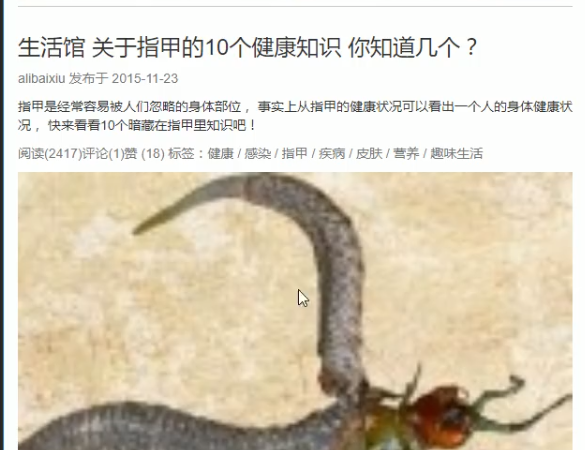 生活馆 关于指甲的10个健康知识 你知道几个？
alibaixiu 发布于 2015-11-23
指甲是经常容易被人们忽略的身体部位， 事实上从指甲的健康状况可以看出一个人的身体健康状
况， 快来看看10个暗藏在指甲里知识吧！
阅读(2417)评论(1)赞 (18) 标签：健康 / 感染 / 指甲 / 疾病 / 皮肤 / 营养 / 趣味生活